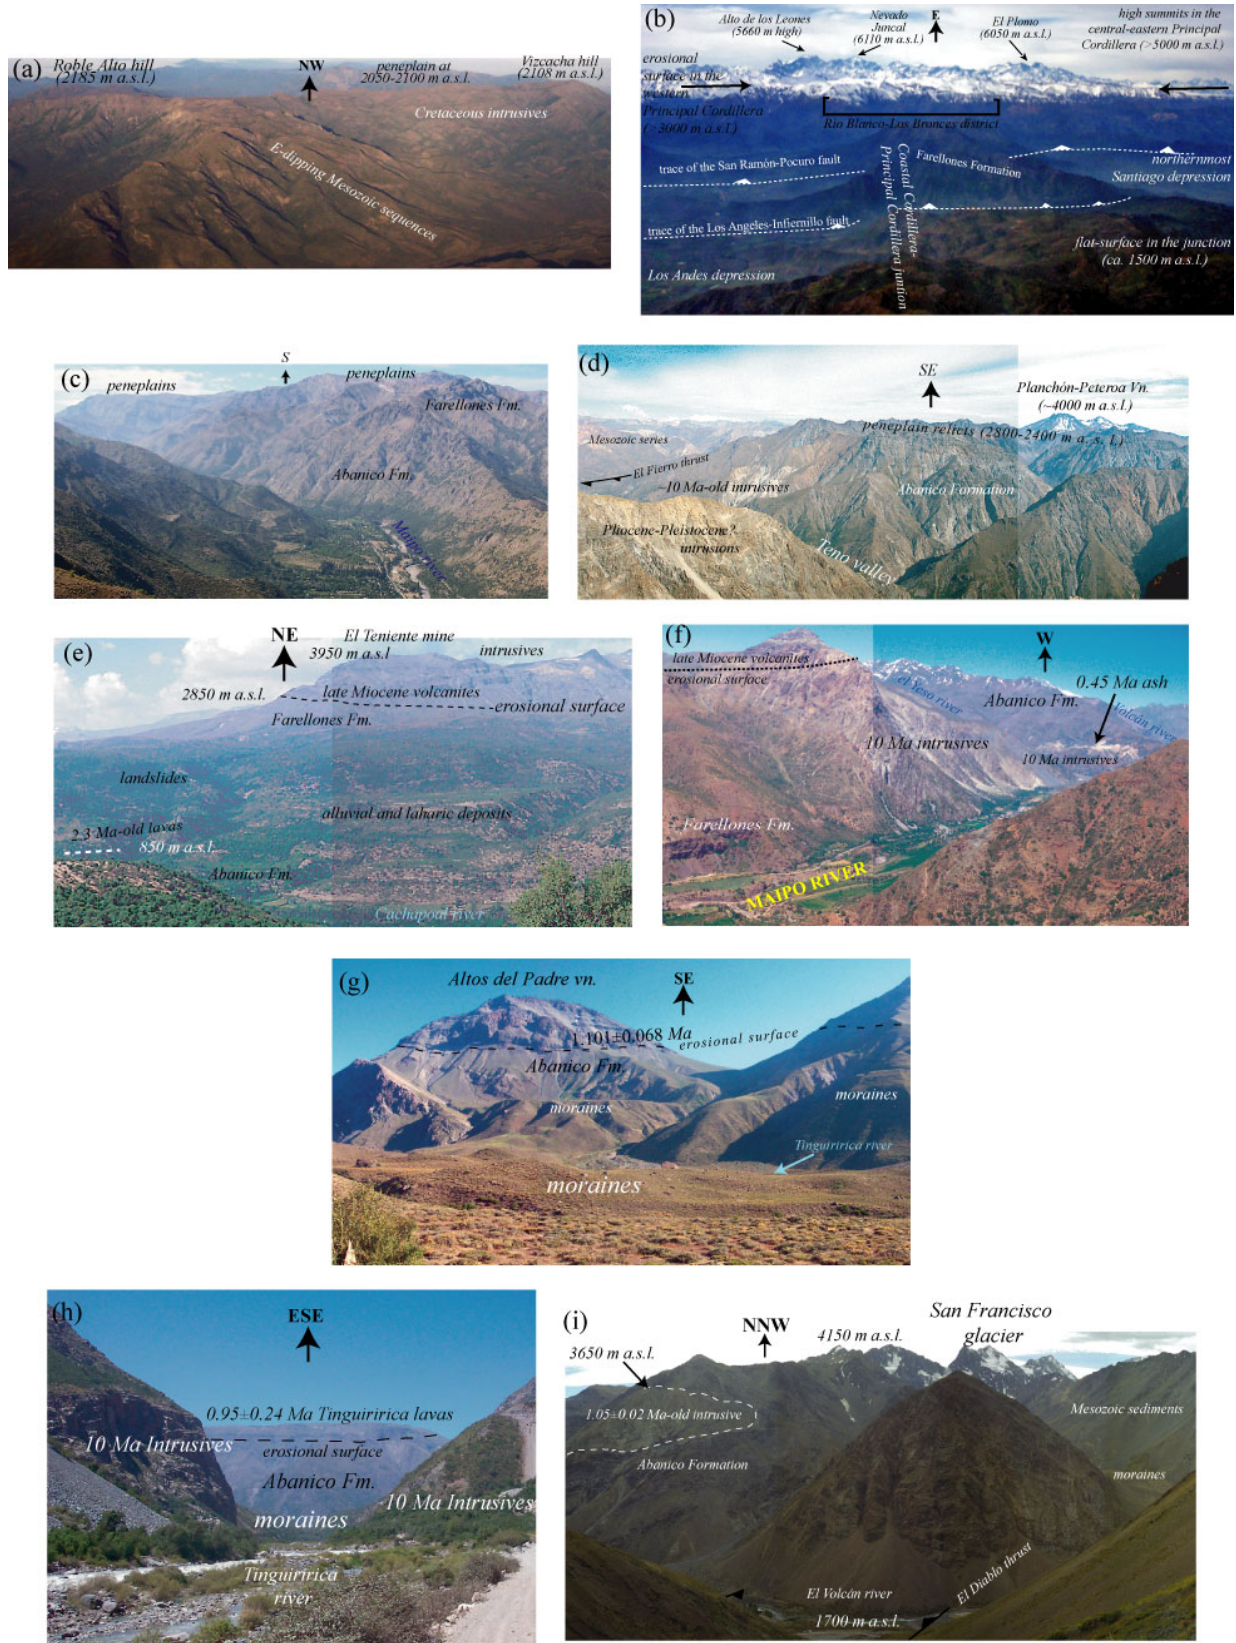 (a)
Roble Alto hill
(2185 m a.s.l.)
NW
peneplain at
2050-2100 m a.s.l.
Vizcacha hill
(2108 m a.s.l.)
Cretaceous intrusives
E-dipping Mesozoic sequences
(b)
Alto de los Leones
(5660 m high)
Nevado
Juncal
(6110 m a.s.l.)
E
El Plomo
(6050 m a.s.l.)
high summits in the
central-eastern Principal
Cordillera (>5000 m a.s.l.)
erosional
surface in the
western
Principal Cordillera
(>3000 m a.s.l.)
Rio Blanco-Los Bronces district
trace of the San Ramón-Pocuro fault
Farellones Formation
northernmost
Santiago depression
Coastal Cordillera-
Principal Cordillera juntion
trace of the Los Angeles-Infiernillo fault
flat-surface in the junction
(ca. 1500 m a.s.l.)
Los Andes depression
(c)
S
peneplains
peneplains
Farellones Fm.
Abanico Fm.
Maipo river
(d)
SE
Planchón-Peteroa Vn.
(~4000 m a.s.l.)
peneplain relicts (2800-2400 m a. s. l.)
Mesozoic series
El Fierro thrust
~10 Ma-old intrusives
Abanico Formation
Pliocene-Pleistocene?
intrusions
Teno valley
(e)
NE
El Teniente mine
3950 m a.s.l
intrusives
2850 m a.s.l.
late Miocene volcanites
erosional surface
Farellones Fm.
landslides
alluvial and laharic deposits
2.3 Ma-old lavas
850 m a.s.l.
Abanico Fm.
Cachapoal river
(f)
W
late Miocene volcanites
erosional surface
el Yeso river
Abanico Fm.
0.45 Ma ash
Volcán river
10 Ma intrusives
10 Ma intrusives
Farellones Fm.
MAIPO RIVER
(g)
Altos del Padre vn.
SE
1.101±0.068 Ma
erosional surface
Abanico Fm.
moraines
moraines
Tinguiririca river
moraines
(h)
ESE
0.95±0.24 Ma Tinguiririca lavas
10 Ma Intrusives
erosional surface
Abanico Fm.
10 Ma Intrusives
moraines
Tinguiririca
river
(i)
San Francisco
glacier
NNW
4150 m a.s.l.
3650 m a.s.l.
1.05±0.02 Ma-old intrusive
Mesozoic sediments
Abanico Formation
moraines
El Diablo thrust
El Volcán river
1700 m a.s.l.